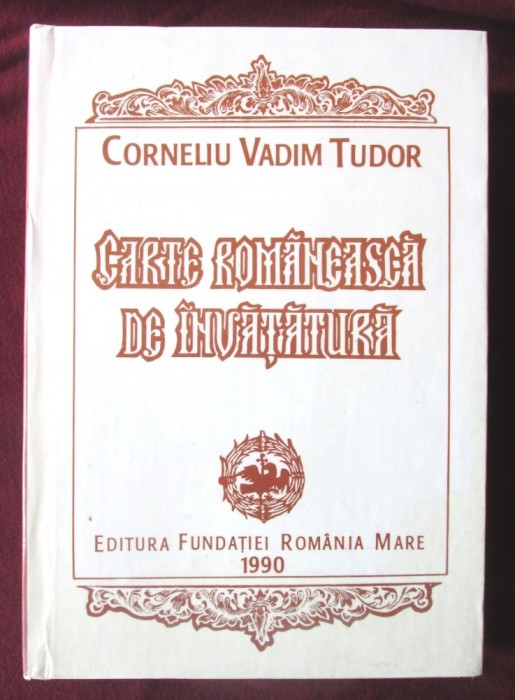 CORNELIU VADIM TUDOR
CARTE ROMÂNEASCĂ
DE ÎNVĂȚĂTURĂ
EDITURA FUNDAȚIEI ROMÂNIA MARE
1990